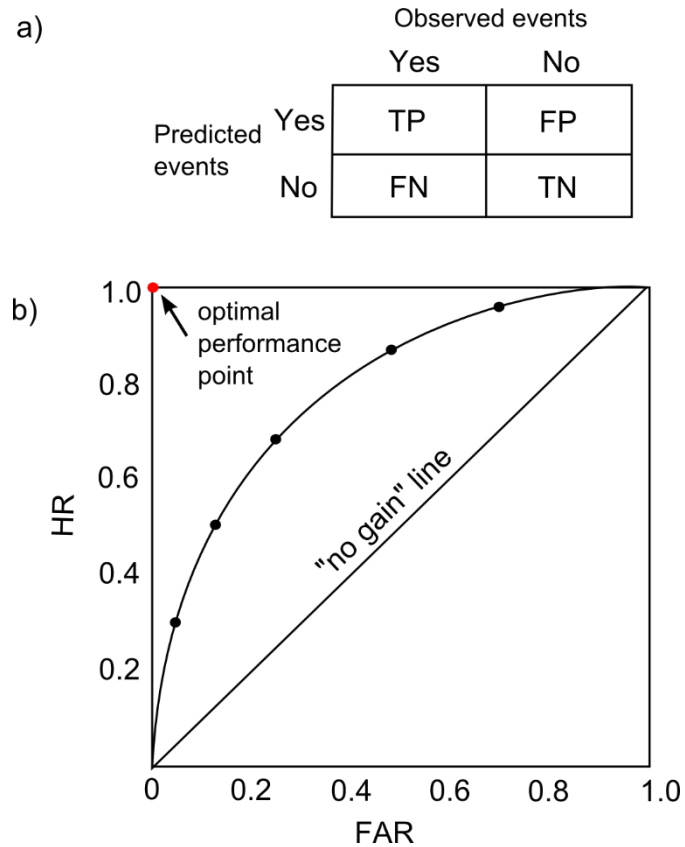 a)
Observed events
Yes No
Predicted
events
Yes TP FP
No FN TN
b)
1.0
0.8
0.6
0.4
0.2
HR
optimal
performance
point
"no gain" line
0 0.2 0.4 0.6 0.8 1.0
FAR